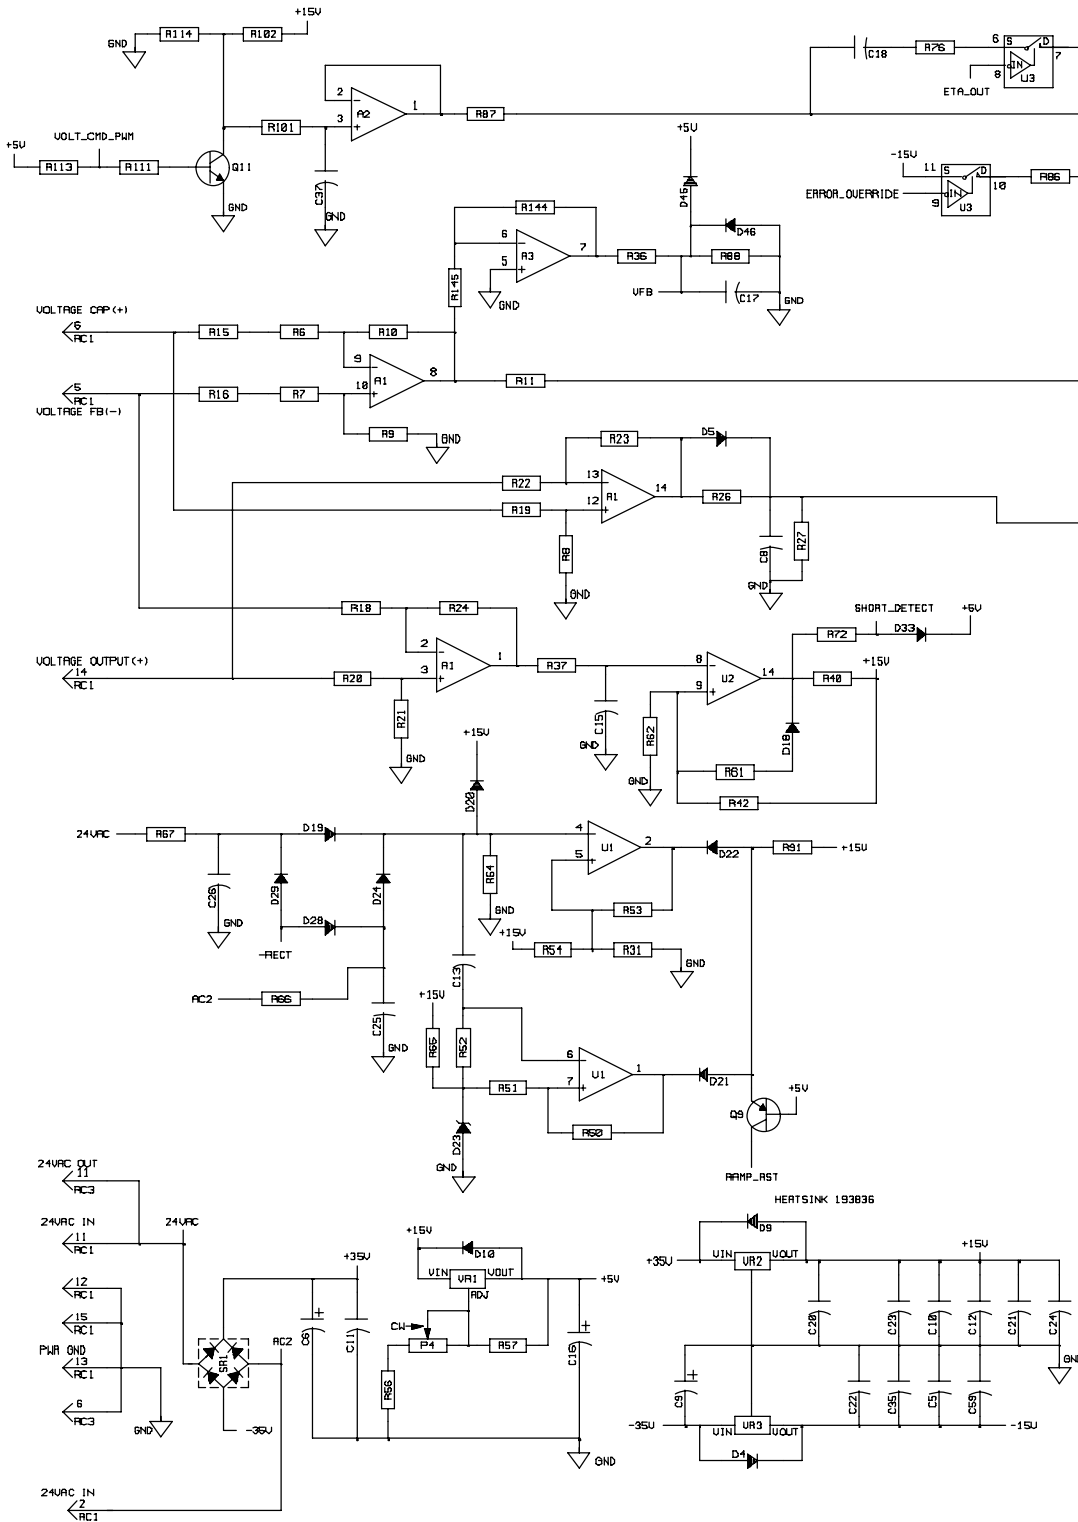 +15V
R114
R102
GND
C18
R76
6
S
D
7
8
IN
U3
ETA_OUT
2
A2
1
3
R87
VOLT_CMD_PWM
R101
+5V
R113
R111
Q11
C37
GND
GND
+5V
D45
-15V
11
S
D
10
R86
ERROR_OVERRIDE
9
IN
U3
R144
6
A3
7
5
R36
D46
R88
R145
GND
VFB
C17
GND
VOLTAGE CAP(+)
6
RC1
R15
R6
R10
9
A1
8
10
R11
5
RC1
R16
R7
VOLTAGE FB(-)
R9
GND
R23
D5
R22
13
A1
14
12
R26
R19
R8
C8
R27
GND
GND
R18
R24
SHORT_DETECT
+5V
D33
R72
+15V
VOLTAGE OUTPUT(+)
14
RC1
2
A1
1
3
R20
R37
8
U2
14
9
R40
R21
C15
R62
D18
GND
GND
GND
R61
R42
+15V
D20
24VAC
R67
D19
4
U1
2
5
D22
R91
+15V
C26
D29
D24
R64
GND
D28
R53
GND
+15V
R54
R31
GND
-RECT
C13
AC2
R66
+15V
C25
GND
R65
R52
6
U1
1
7
R51
D21
R50
+5V
Q9
D23
GND
RAMP_RST
24VAC OUT
11
RC3
HEATSINK 193836
24VAC IN
11
RC1
24VAC
+15V
D10
VIN
VR1
VOUT
ADJ
+5V
+35V
D9
+35V
VIN
VR2
VOUT
+15V
12
RC1
15
RC1
PWR GND
13
RC1
6
RC3
GND
SR1
AC2
C6
C11
CW
P4
R57
R56
C16
GND
C20
C23
C10
C12
C21
C24
GND
C9
C22
C35
C5
C59
-35V
-35V
VIN
VR3
VOUT
-15V
D4
24VAC IN
2
RC1